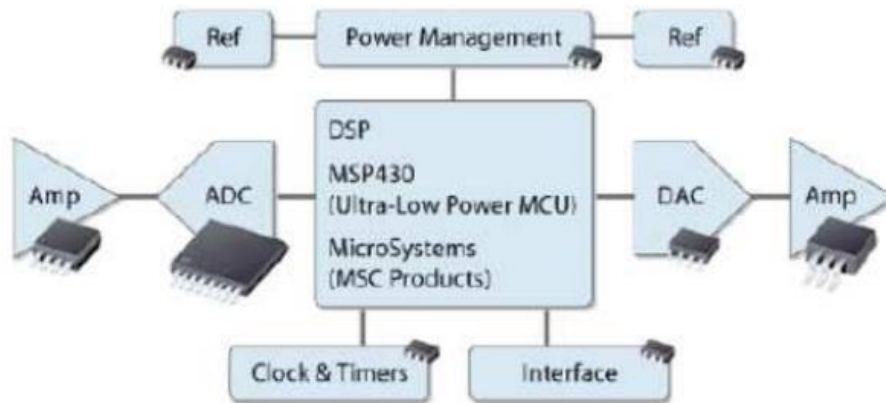 Ref
Power Management
Ref
DSP
MSP430
(Ultra-Low Power MCU)
MicroSystems
(MSC Products)
Amp
ADC
DAC
Amp
Clock & Timers
Interface